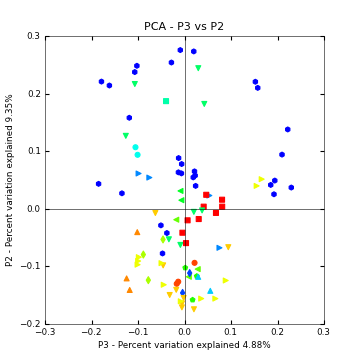 PCA - P3 vs P2
P2 - Percent variation explained 9.35%
0.3
0.2
0.1
0.0
−0.1
−0.2
−0.3 −0.2 −0.1 0.0 0.1 0.2 0.3
P3 - Percent variation explained 4.88%